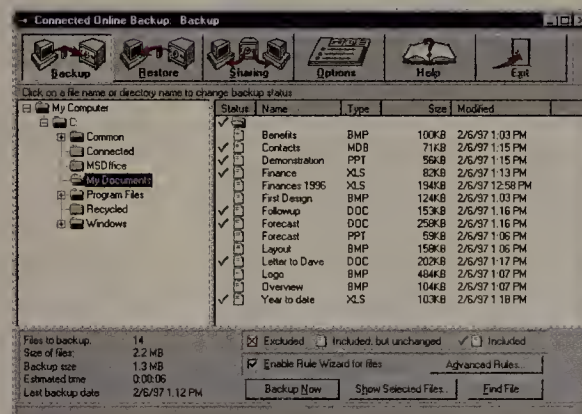 Connected Online Backup: Backup
Backup Restore Sharing Options Help Exit
Click on a file name or directory name to change backup status
My Computer
C:
Common
Connected
MSOffice
My Documents
Program Files
Recycled
Windows
Status Name Type Size Modified
Benefits BMP 100KB 2/6/97 1:03 PM
Contacts MDB 71KB 2/6/97 1:15 PM
Demonstration PPT 56KB 2/6/97 1:15 PM
Finance XLS 82KB 2/6/97 1:13 PM
Finances 1996 XLS 194KB 2/6/97 12:58 PM
First Design BMP 124KB 2/6/97 1:03 PM
Followup DOC 153KB 2/6/97 1:16 PM
Forecast DOC 258KB 2/6/97 1:16 PM
Forecast PPT 59KB 2/6/97 1:06 PM
Layout BMP 158KB 2/6/97 1:06 PM
Letter to Dave DOC 202KB 2/6/97 1:17 PM
Logo BMP 484KB 2/6/97 1:07 PM
Overview BMP 104KB 2/6/97 1:07 PM
Year to date XLS 103KB 2/6/97 1:18 PM
Files to backup: 14
Size of files: 2.2 MB
Backup size 1.3 MB
Estimated time 0:00:06
Last backup date 2/6/97 1:12 PM
Excluded Included, but unchanged Included
Enable Rule Wizard for files Advanced Rules...
Backup Now Show Selected Files... Find File